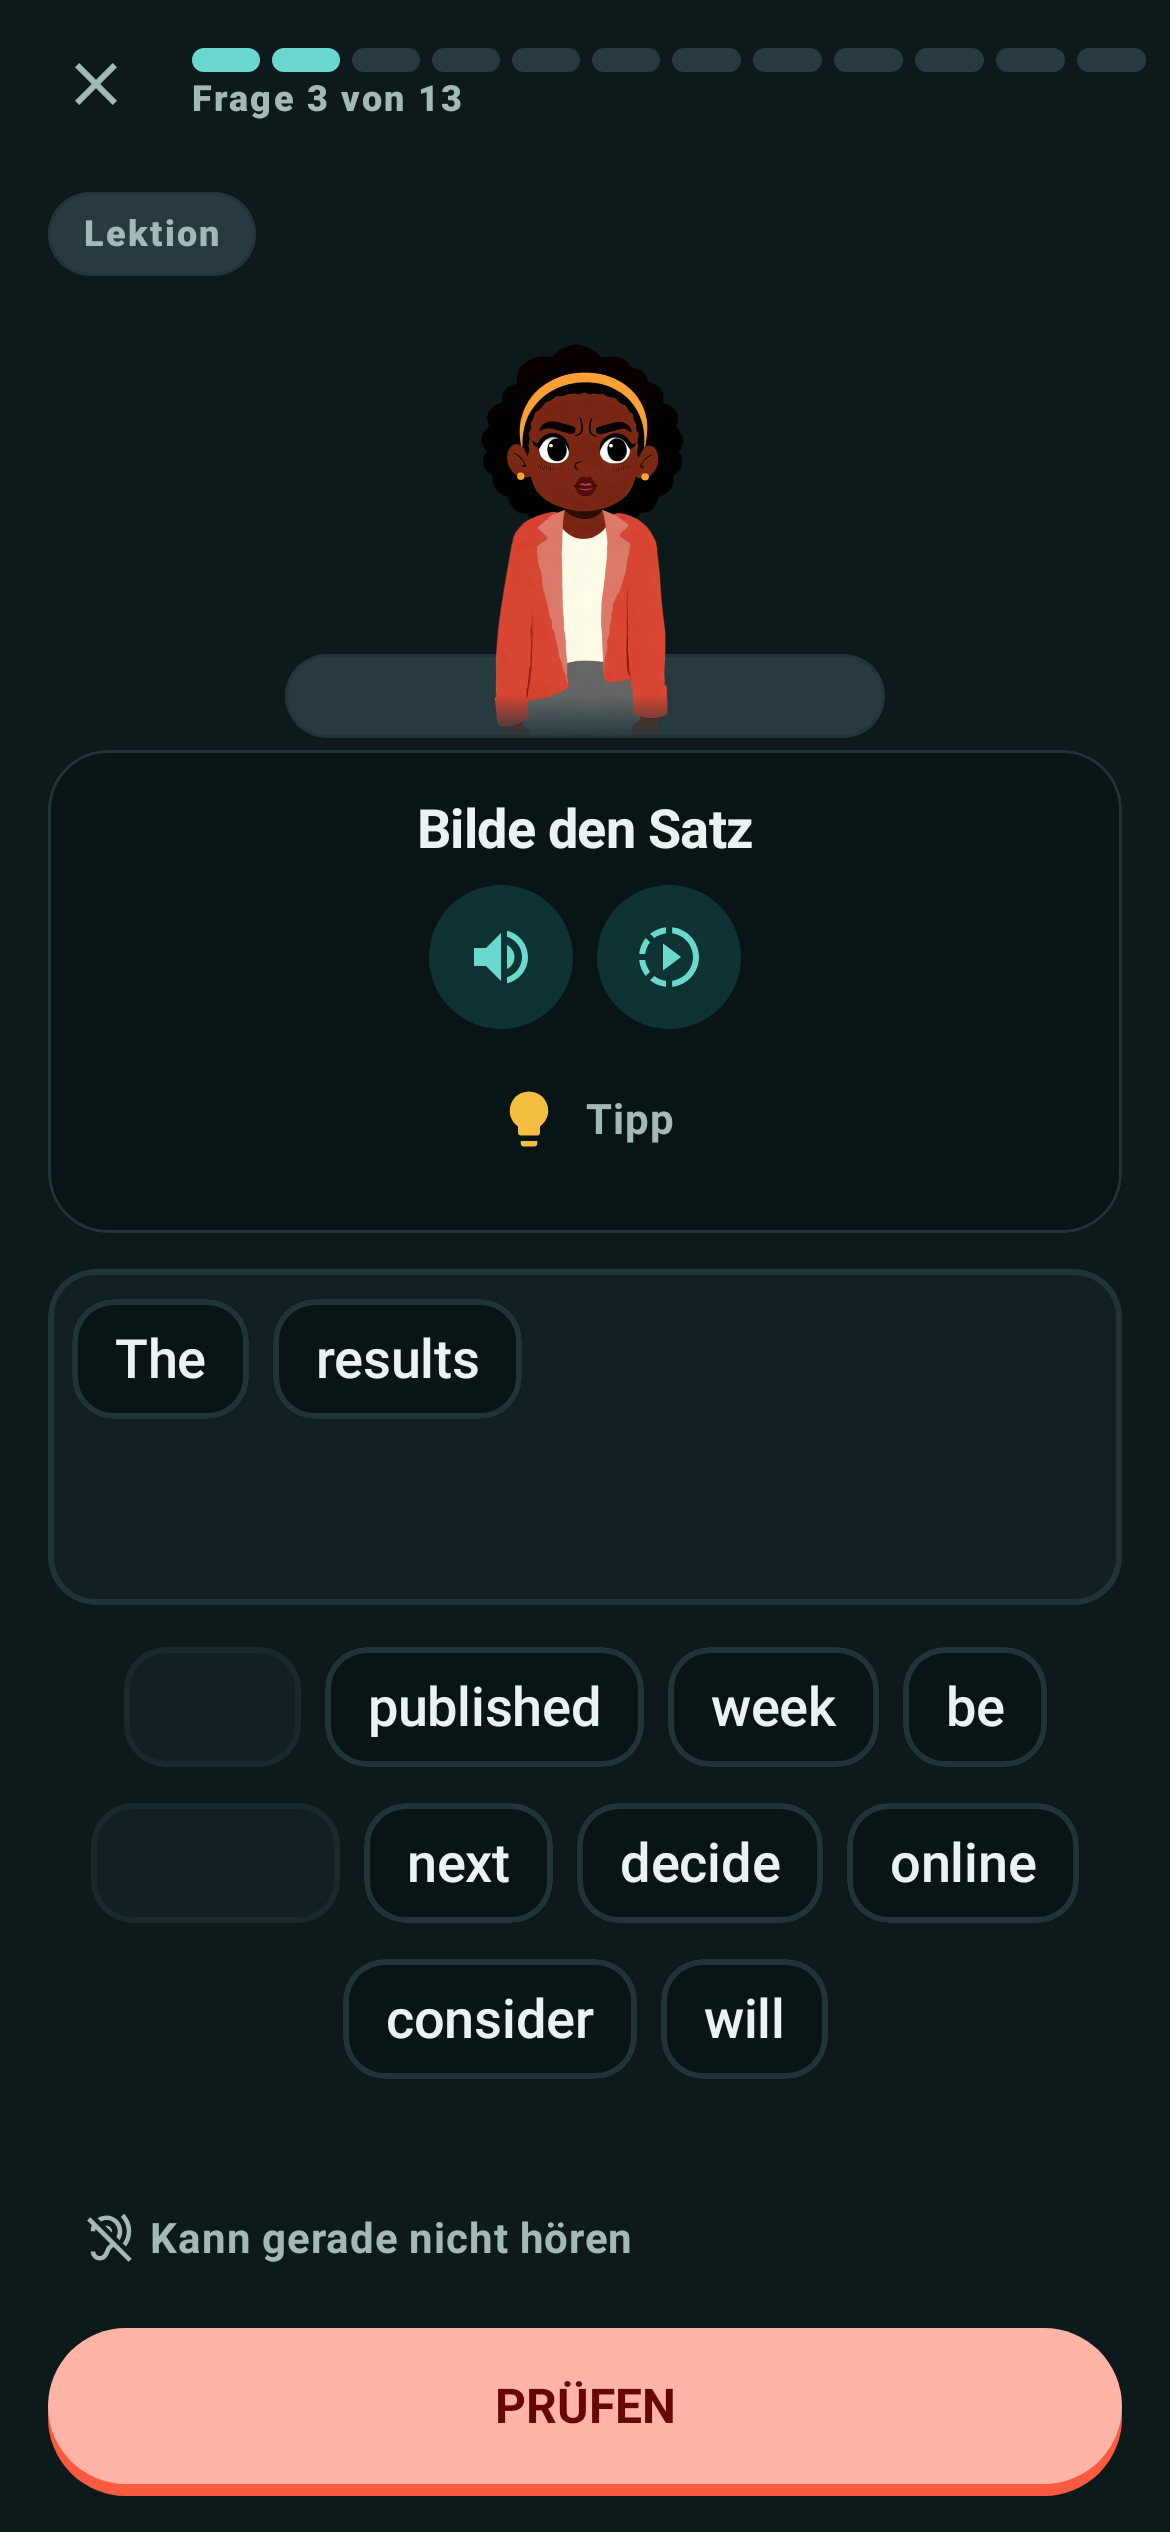 Frage 3 von 13
Lektion
Bilde den Satz
Tipp
The results
published week be
next decide online
consider will
Kann gerade nicht hören
PRÜFEN